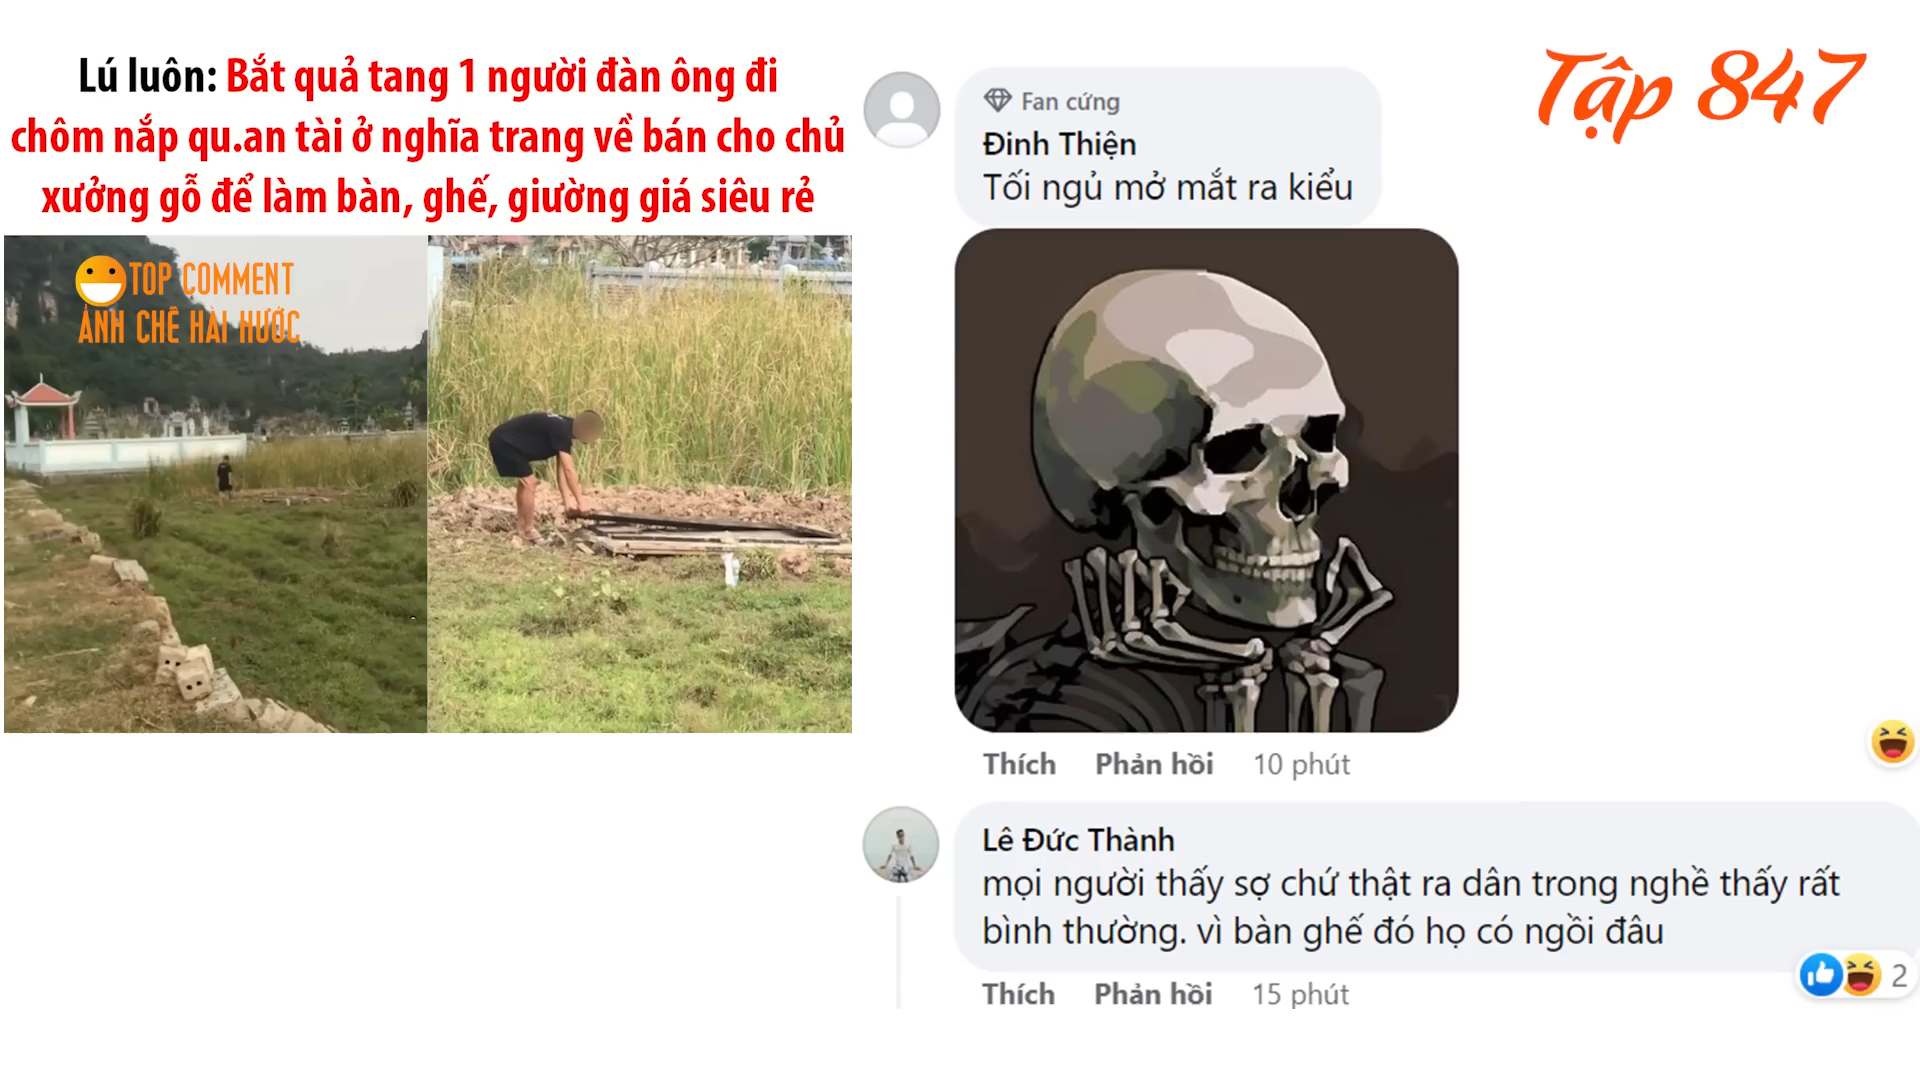 Lú luôn: Bắt quả tang 1 người đàn ông đi
chôm nắp qu.an tài ở nghĩa trang về bán cho chủ
xưởng gỗ để làm bàn, ghế, giường giá siêu rẻ
TOP COMMENT
ẢNH CHẾ HÀI HƯỚC
Tập 847
Fan cứng
Đinh Thiện
Tối ngủ mở mắt ra kiểu
Thích Phản hồi 10 phút
Lê Đức Thành
mọi người thấy sợ chứ thật ra dân trong nghề thấy rất
bình thường. vì bàn ghế đó họ có ngồi đâu
2
Thích Phản hồi 15 phút